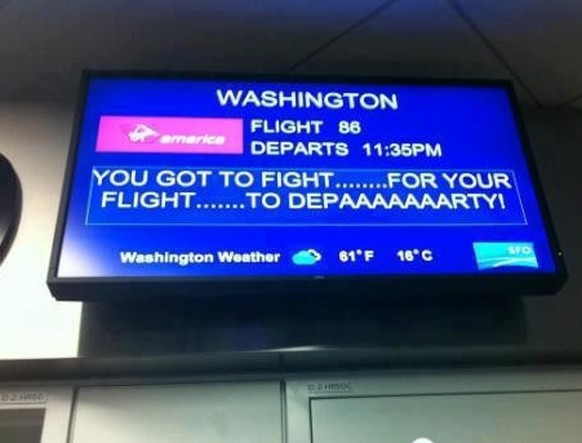 WASHINGTON
america
FLIGHT 86
DEPARTS 11:35PM
YOU GOT TO FIGHT........FOR YOUR
FLIGHT.......TO DEPAAAAAAARTY!
Washington Weather 61°F 16°C
SFO